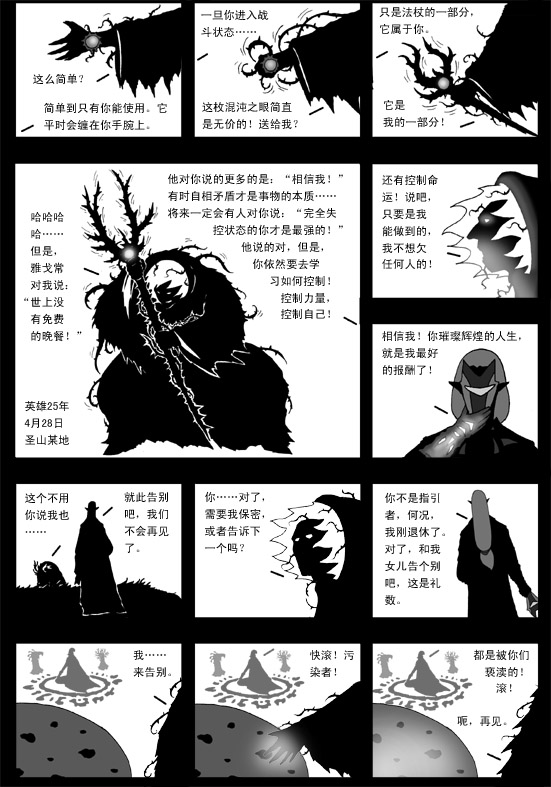 这么简单？
简单到只有你能使用。它
平时会缠在你手腕上。
一旦你进入战
斗状态……
这枚混沌之眼简直
是无价的！送给我？
只是法杖的一部分，
它属于你。
它是
我的一部分！
哈哈哈
哈……
但是，
雅戈常
对我说：
“世上没
有免费
的晚餐！”
他对你说的更多的是：“相信我！”
有时自相矛盾才是事物的本质……
将来一定会有人对你说：“完全失
控状态的你才是最强的！”
他说的对，但是，
你依然要去学
习如何控制！
控制力量，
控制自己！
英雄25年
4月28日
圣山某地
还有控制命
运！说吧，
只要是我
能做到的，
我不想欠
任何人的！
相信我！你璀璨辉煌的人生，
就是我最好
的报酬了！
这个不用
你说我也
……
就此告别
吧，我们
不会再见
了。
你……对了，
需要我保密，
或者告诉下
一个吗？
你不是指引
者，何况，
我刚退休了。
对了，和我
女儿告个别
吧，这是礼
数。
我……
来告别。
快滚！污
染者！
都是被你们
亵渎的！
滚！
呃，再见。